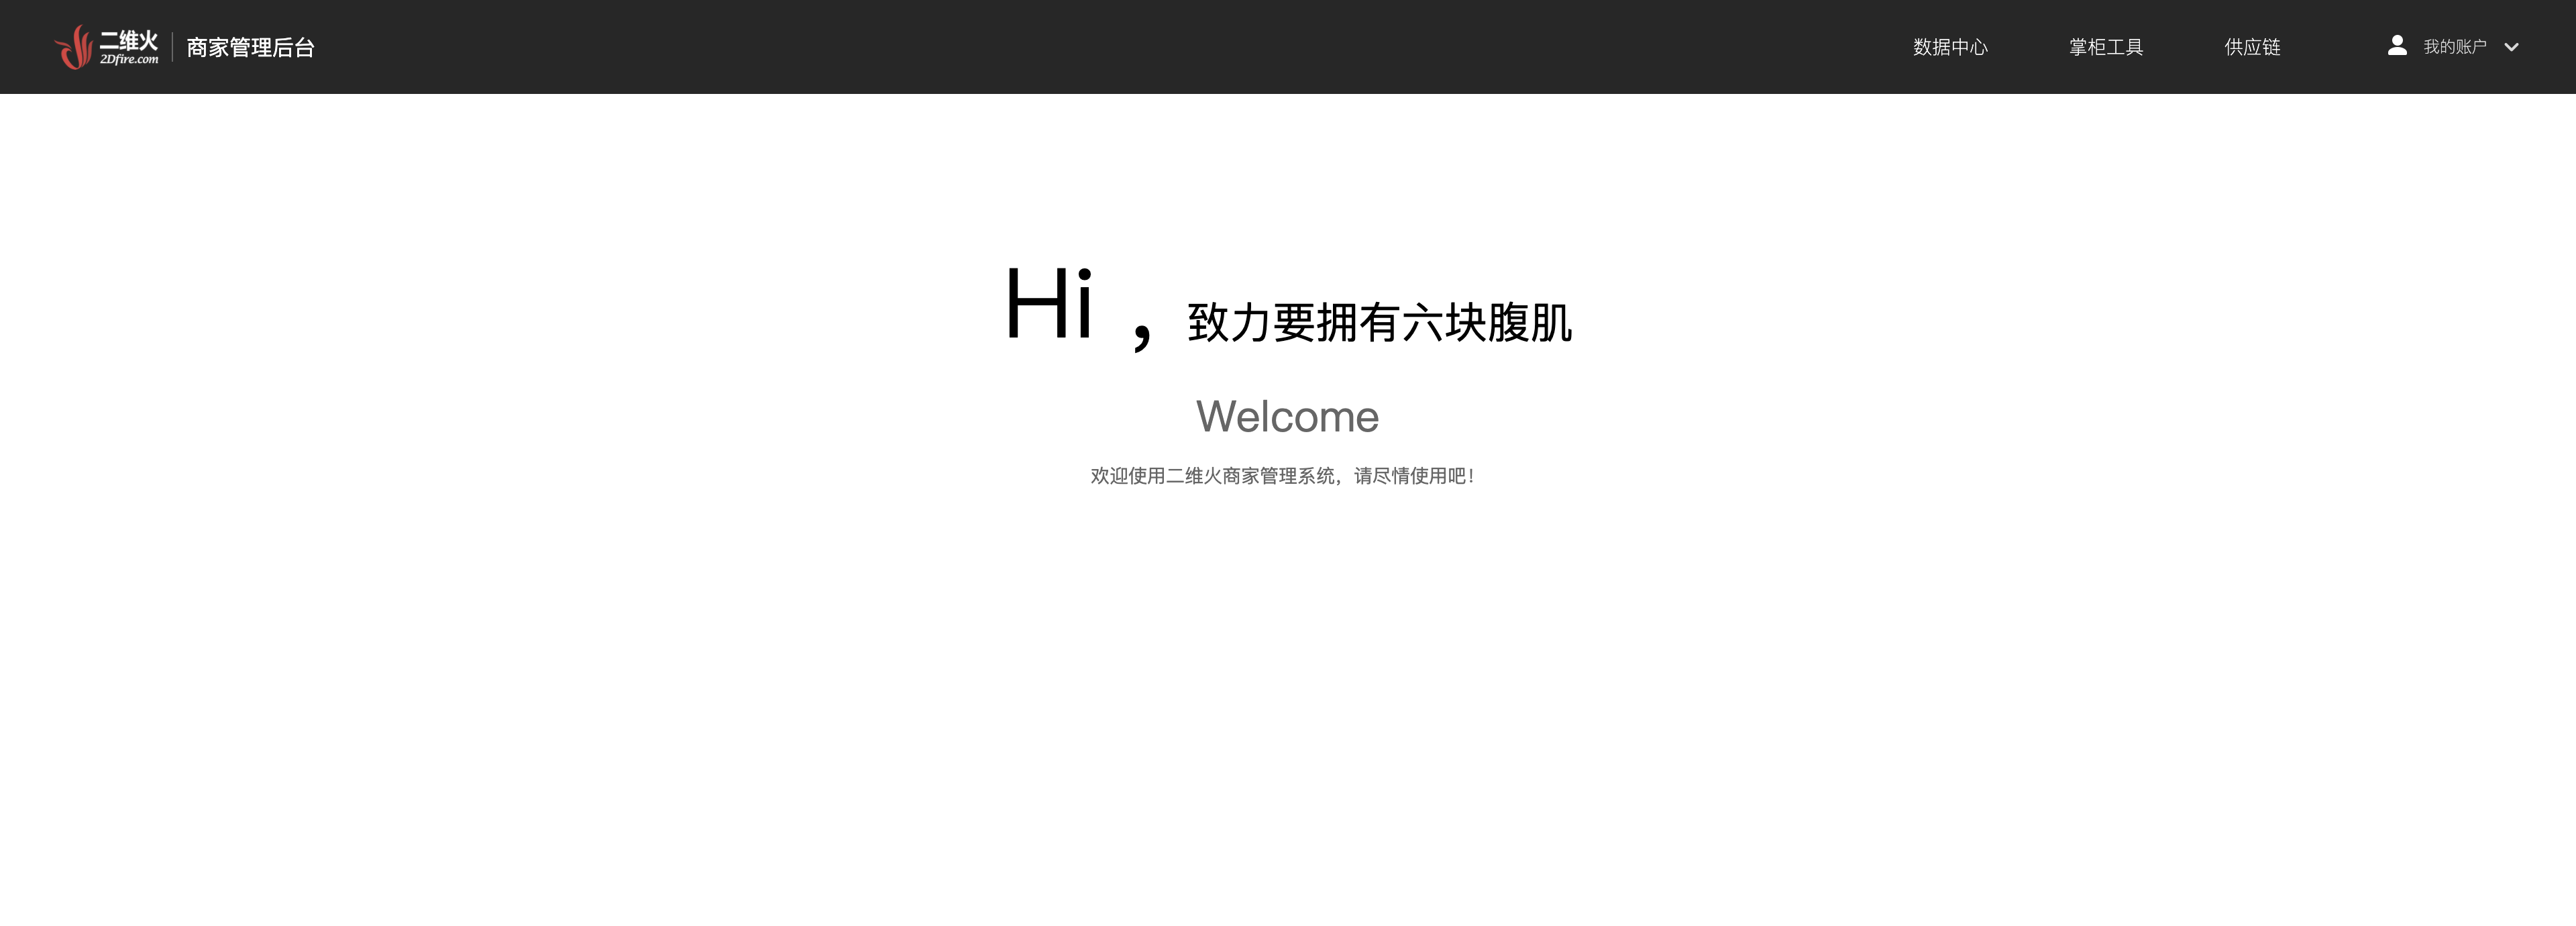 二维火
2Dfire.com
商家管理后台
数据中心
掌柜工具
供应链
我的账户
Hi ，致力要拥有六块腹肌
Welcome
欢迎使用二维火商家管理系统，请尽情使用吧！